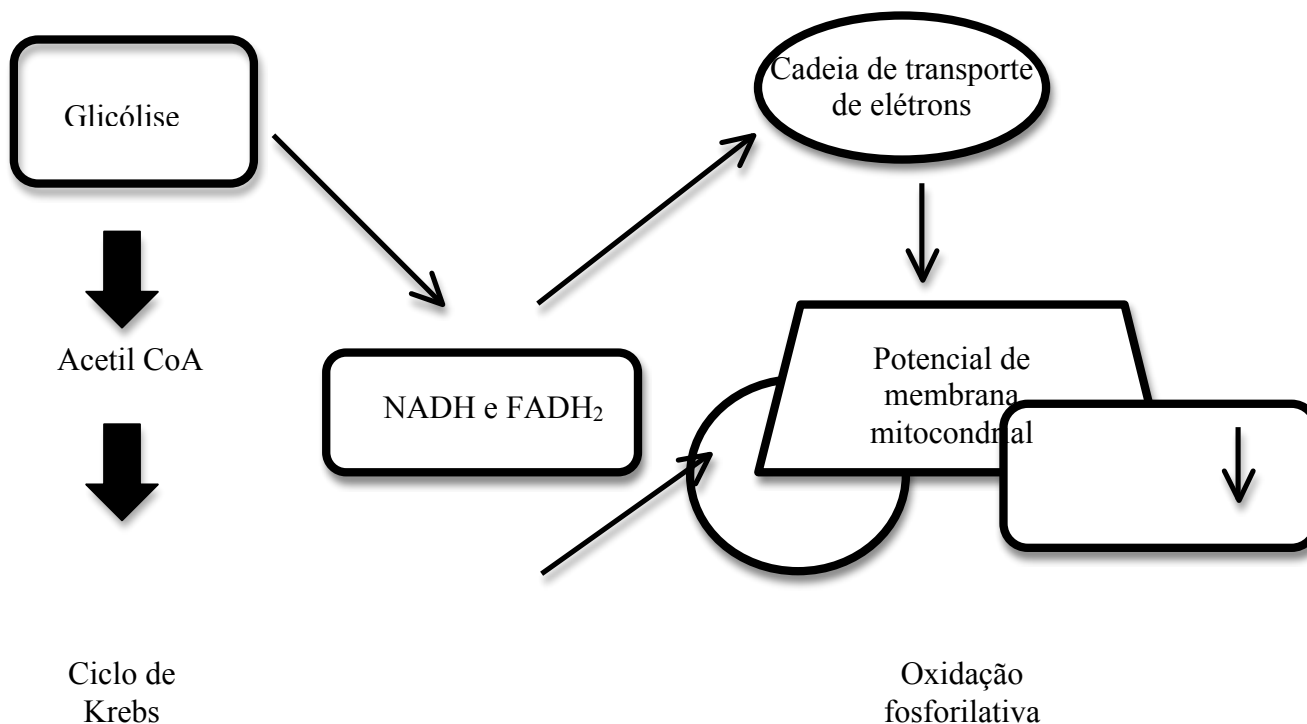 Glicólise
Cadeia de transporte
de elétrons
Acetil CoA
NADH e FADH₂
Potencial de
membrana
mitocondrial
Ciclo de
Krebs
Oxidação
fosforilativa